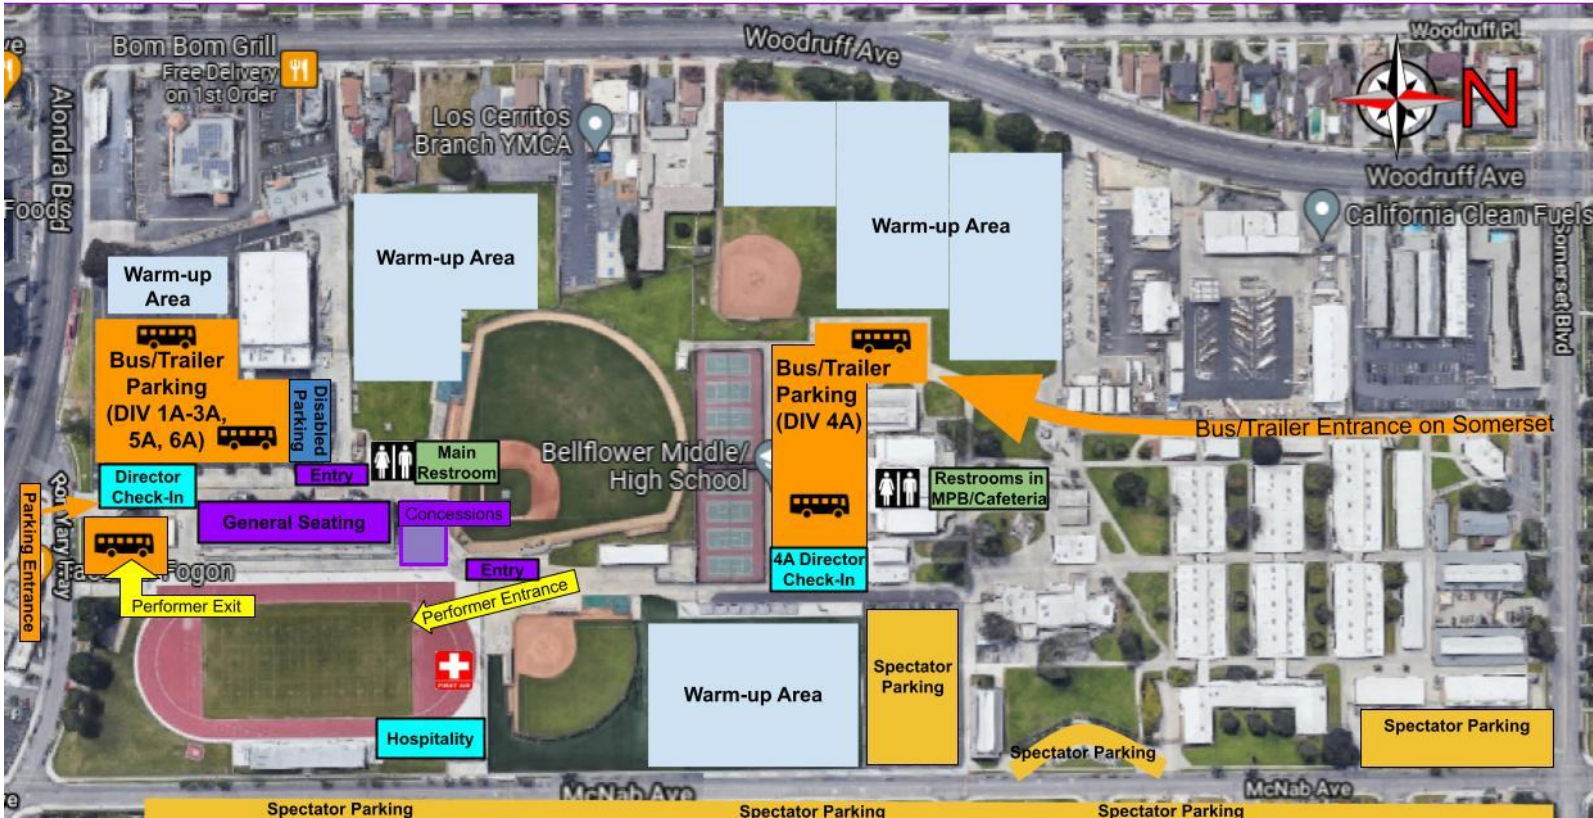 Woodruff Pl
Woodruff Ave
Bom Bom Grill
Free Delivery
on 1st Order
N
Alondra Blvd
Los Cerritos
Branch YMCA
Woodruff Ave
Foods
California Clean Fuels
Somerset Blvd
Warm-up Area
Warm-up Area
Warm-up
Area
Bus/Trailer
Parking
(DIV 1A-3A,
5A, 6A)
Disabled
Parking
Bus/Trailer
Parking
(DIV 4A)
Bus/Trailer Entrance on Somerset
Main
Restroom
Entry
Bellflower Middle/
High School
Restrooms in
MPB/Cafeteria
Director
Check-In
Parking Entrance
General Seating
Concessions
Entry
4A Director
Check-In
Fogon
Performer Exit
Performer Entrance
FIRST AID
Warm-up Area
Spectator
Parking
Hospitality
Spectator Parking
Spectator Parking
McNab Ave
McNab Ave
Spectator Parking
Spectator Parking
Spectator Parking